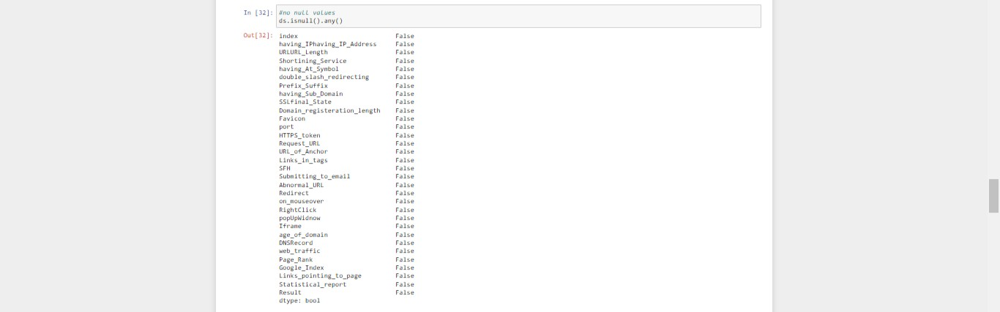 In [32]: #no null values
ds.isnull().any()
Out[32]: index False
having_IPhaving_IP_Address False
URLURL_Length False
Shortining_Service False
having_At_Symbol False
double_slash_redirecting False
Prefix_Suffix False
having_Sub_Domain False
SSLfinal_State False
Domain_registeration_length False
Favicon False
port False
HTTPS_token False
Request_URL False
URL_of_Anchor False
Links_in_tags False
SFH False
Submitting_to_email False
Abnormal_URL False
Redirect False
on_mouseover False
RightClick False
popUpWidnow False
Iframe False
age_of_domain False
DNSRecord False
web_traffic False
Page_Rank False
Google_Index False
Links_pointing_to_page False
Statistical_report False
Result False
dtype: bool